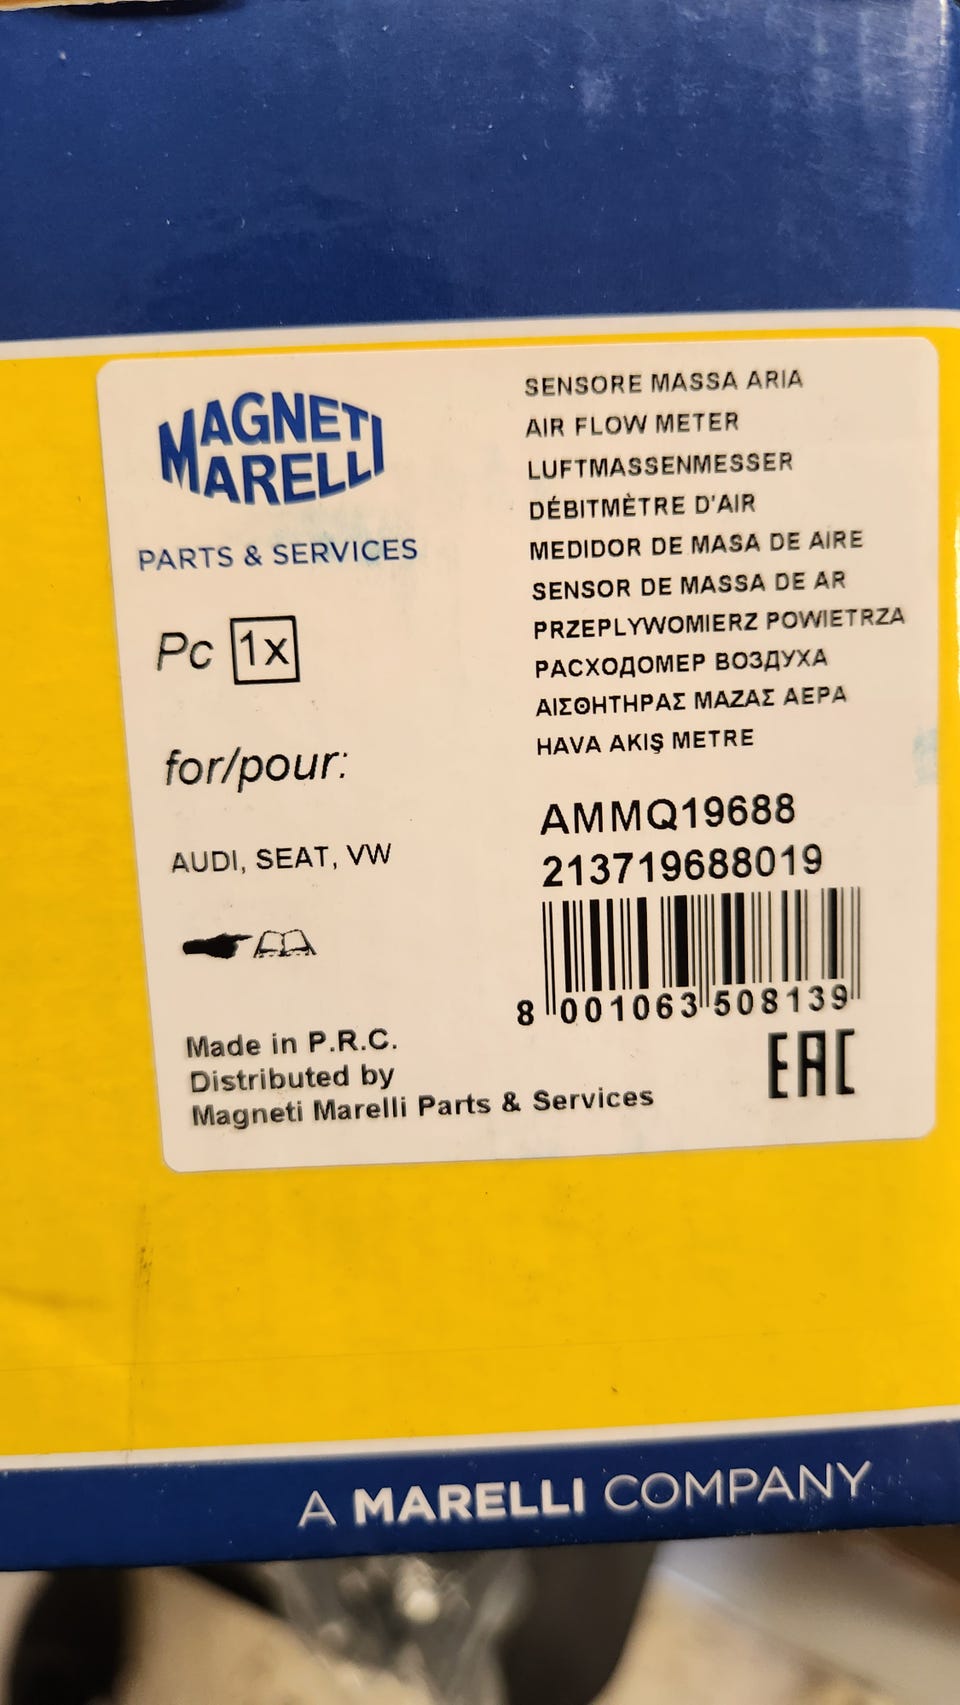 MAGNETI
MARELLI
PARTS & SERVICES
Pc 1x
for/pour:
AUDI, SEAT, VW
Made in P.R.C.
Distributed by
Magneti Marelli Parts & Services
SENSORE MASSA ARIA
AIR FLOW METER
LUFTMASSENMESSER
DÉBITMÈTRE D'AIR
MEDIDOR DE MASA DE AIRE
SENSOR DE MASSA DE AR
PRZEPLYWOMIERZ POWIETRZA
РАСХОДОМЕР ВОЗДУХА
ΑΙΣΘΗΤΗΡΑΣ ΜΑΖΑΣ ΑΕΡΑ
HAVA AKIŞ METRE
AMMQ19688
213719688019
8 001063 508139
EAC
A MARELLI COMPANY